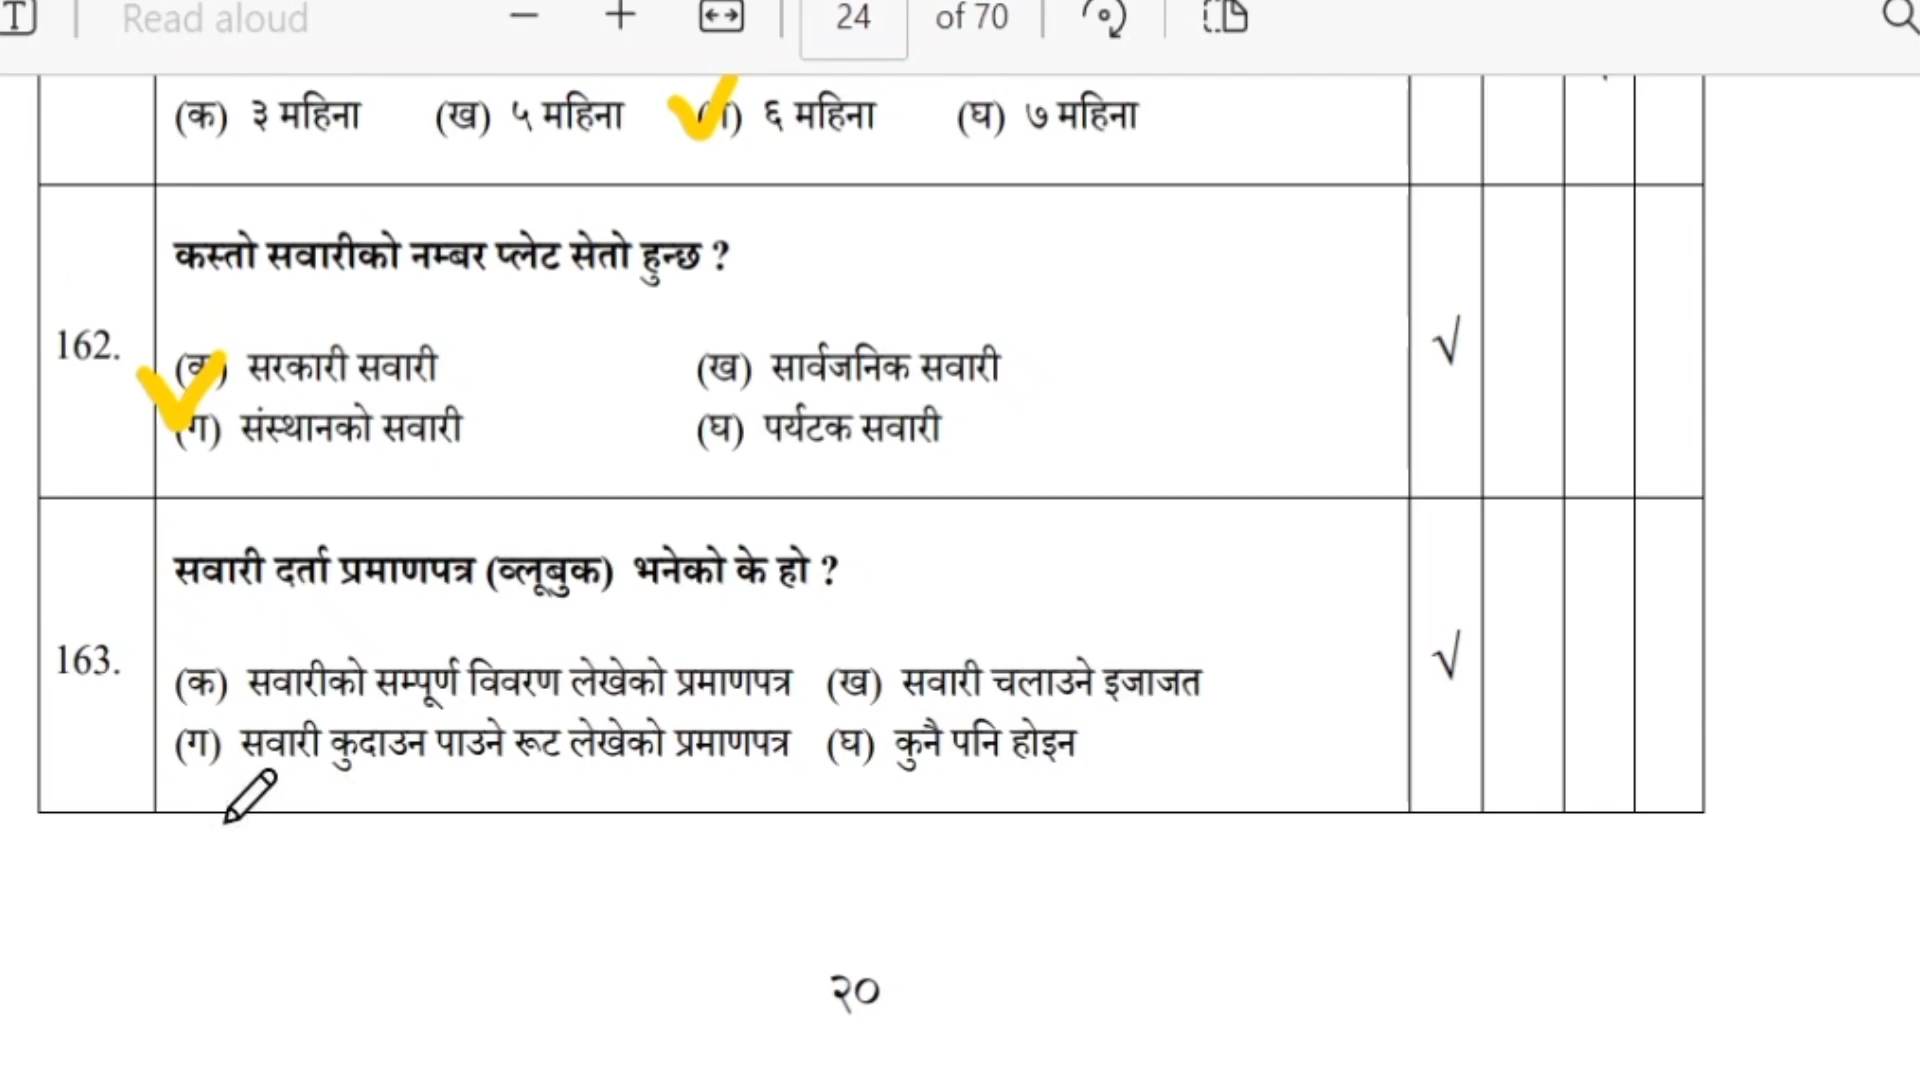 Read aloud
24 of 70
(क) ३ महिना (ख) ५ महिना (ग) ६ महिना (घ) ७ महिना
कस्तो सवारीको नम्बर प्लेट सेतो हुन्छ ?
162.
(क) सरकारी सवारी (ख) सार्वजनिक सवारी
(ग) संस्थानको सवारी (घ) पर्यटक सवारी
√
सवारी दर्ता प्रमाणपत्र (व्लूबुक) भनेको के हो ?
163.
(क) सवारीको सम्पूर्ण विवरण लेखेको प्रमाणपत्र (ख) सवारी चलाउने इजाजत
(ग) सवारी कुदाउन पाउने रूट लेखेको प्रमाणपत्र (घ) कुनै पनि होइन
√
२०